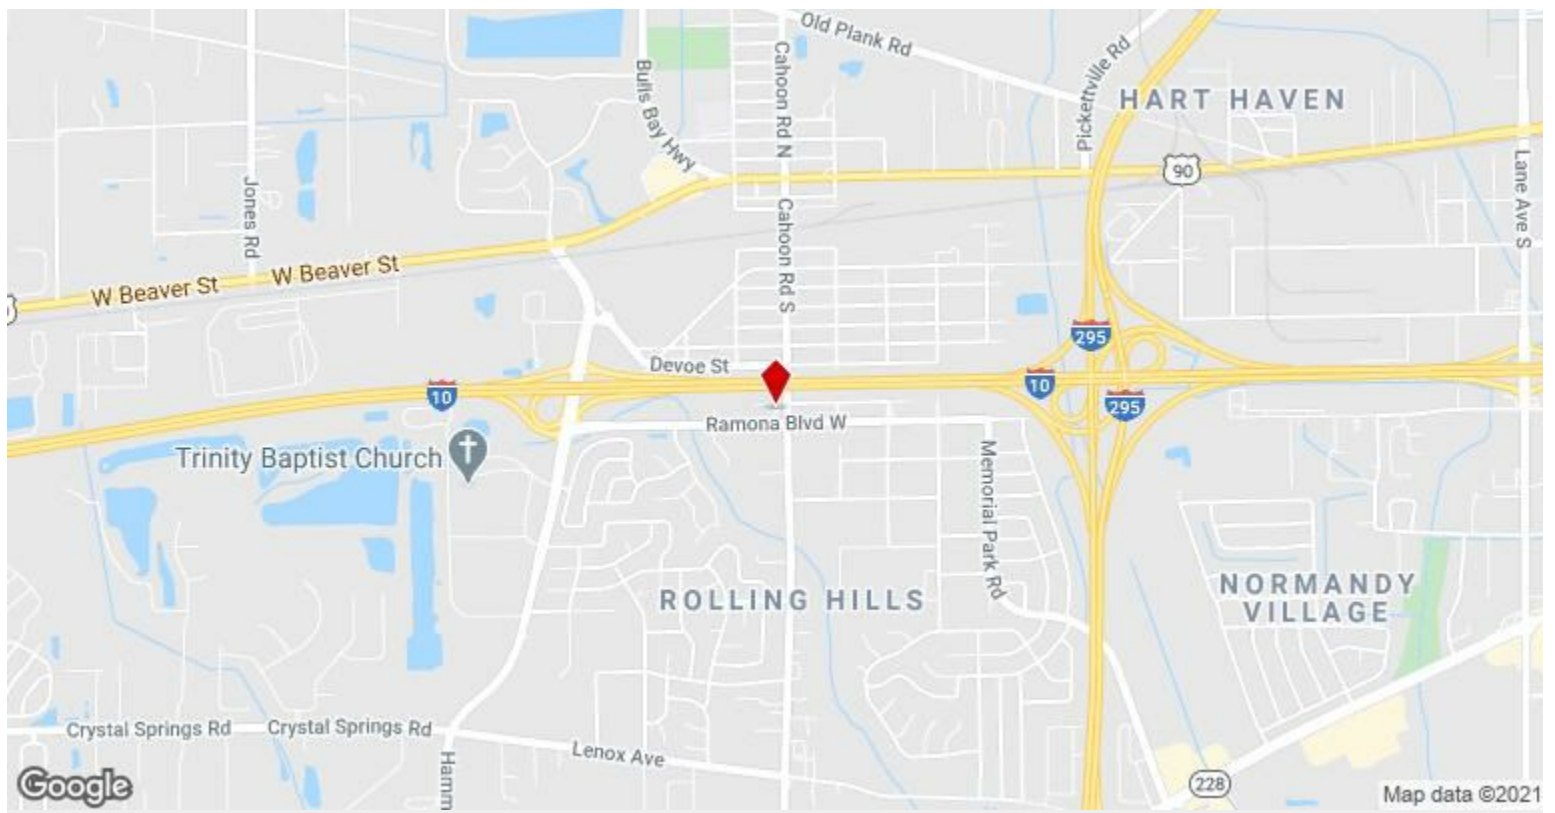 Old Plank Rd
Cahoon Rd N
Bulls Bay Hwy
Pickettville Rd
HART HAVEN
90
Lane Ave S
Jones Rd
Cahoon Rd S
W Beaver St
W Beaver St
295
Devoe St
10
10
295
Ramona Blvd W
Trinity Baptist Church
Memorial Park Rd
ROLLING HILLS
NORMANDY
VILLAGE
Crystal Springs Rd
Crystal Springs Rd
Lenox Ave
Hamm
228
Google
Map data ©2021